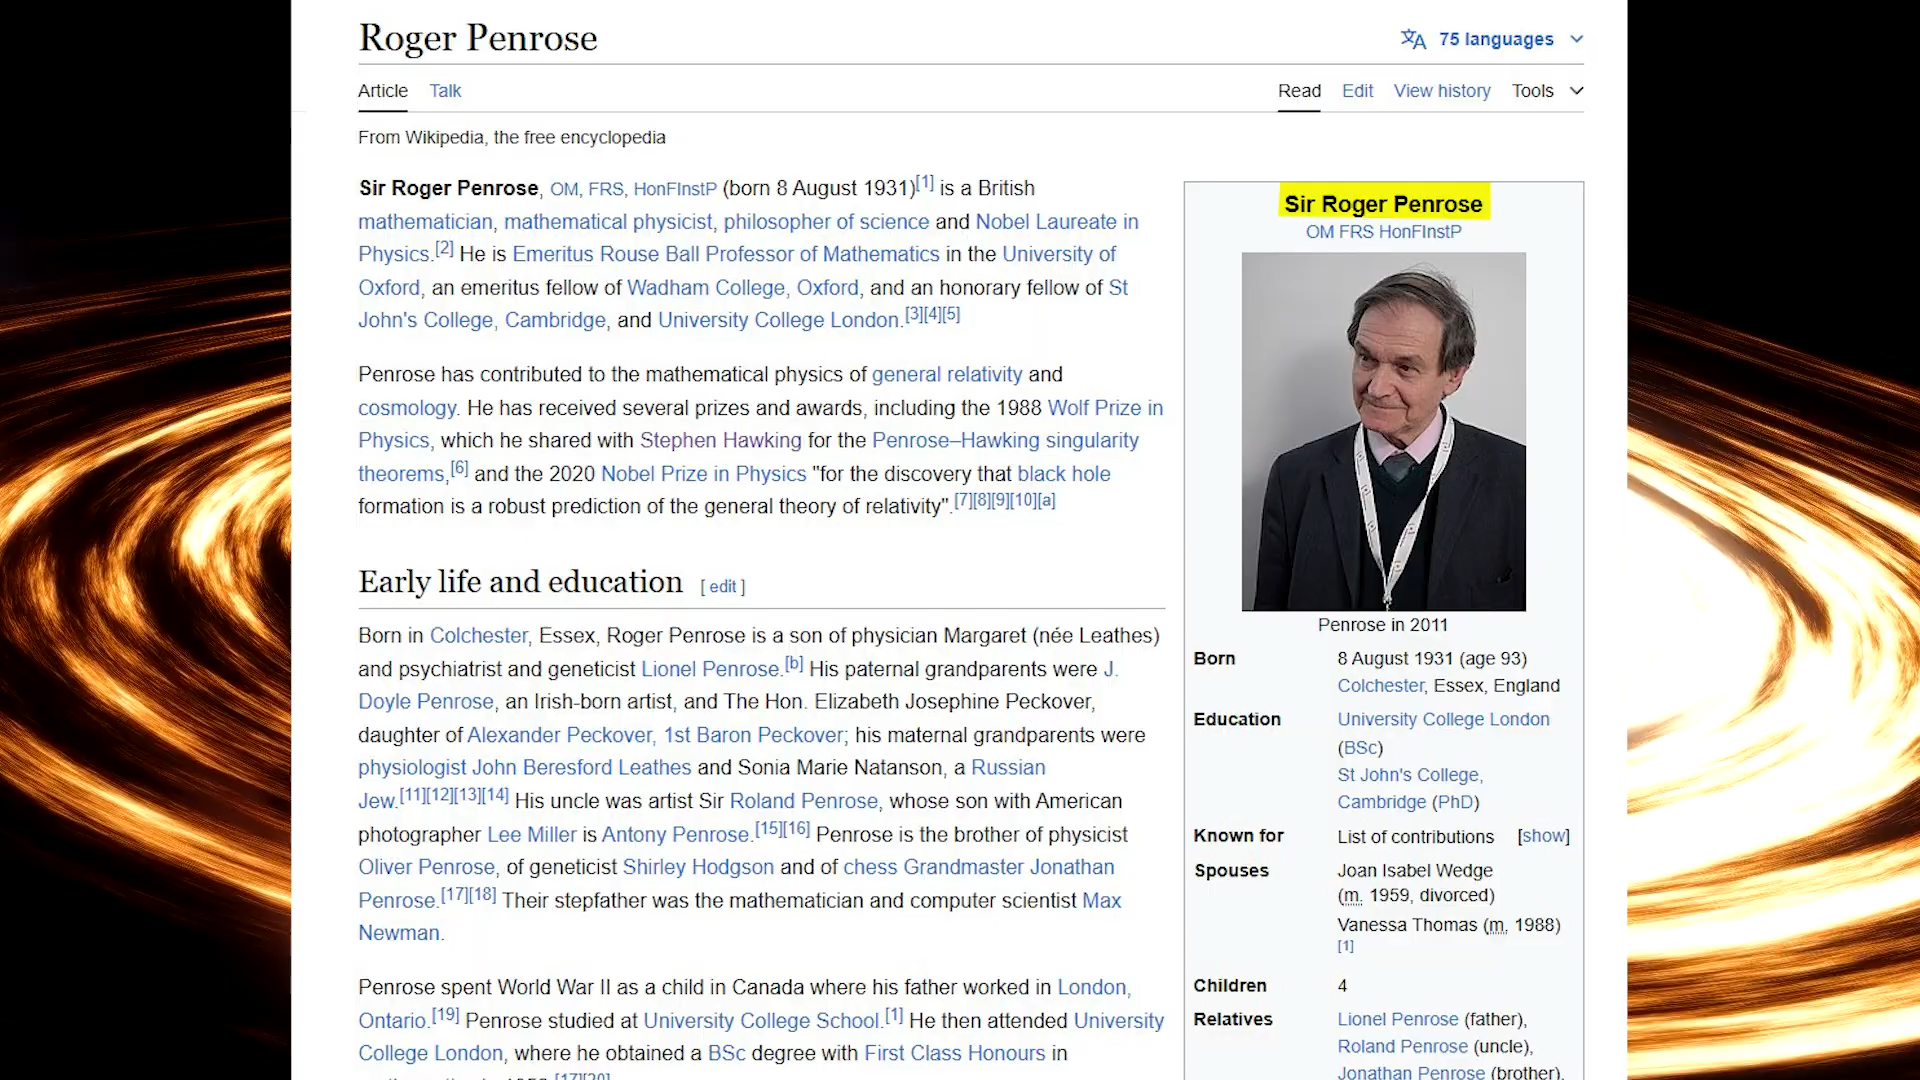 Roger Penrose
75 languages
Article Talk
Read Edit View history Tools
From Wikipedia, the free encyclopedia
Sir Roger Penrose, OM, FRS, HonFInstP (born 8 August 1931)[1] is a British
mathematician, mathematical physicist, philosopher of science and Nobel Laureate in
Physics.[2] He is Emeritus Rouse Ball Professor of Mathematics in the University of
Oxford, an emeritus fellow of Wadham College, Oxford, and an honorary fellow of St
John's College, Cambridge, and University College London.[3][4][5]
Penrose has contributed to the mathematical physics of general relativity and
cosmology. He has received several prizes and awards, including the 1988 Wolf Prize in
Physics, which he shared with Stephen Hawking for the Penrose–Hawking singularity
theorems,[6] and the 2020 Nobel Prize in Physics "for the discovery that black hole
formation is a robust prediction of the general theory of relativity".[7][8][9][10][a]
Early life and education [ edit ]
Born in Colchester, Essex, Roger Penrose is a son of physician Margaret (née Leathes)
and psychiatrist and geneticist Lionel Penrose.[b] His paternal grandparents were J.
Doyle Penrose, an Irish-born artist, and The Hon. Elizabeth Josephine Peckover,
daughter of Alexander Peckover, 1st Baron Peckover; his maternal grandparents were
physiologist John Beresford Leathes and Sonia Marie Natanson, a Russian
Jew.[11][12][13][14] His uncle was artist Sir Roland Penrose, whose son with American
photographer Lee Miller is Antony Penrose.[15][16] Penrose is the brother of physicist
Oliver Penrose, of geneticist Shirley Hodgson and of chess Grandmaster Jonathan
Penrose.[17][18] Their stepfather was the mathematician and computer scientist Max
Newman.
Penrose spent World War II as a child in Canada where his father worked in London,
Ontario.[19] Penrose studied at University College School.[1] He then attended University
College London, where he obtained a BSc degree with First Class Honours in
Sir Roger Penrose
OM FRS HonFInstP
Penrose in 2011
Born 8 August 1931 (age 93)
Colchester, Essex, England
Education University College London
(BSc)
St John's College,
Cambridge (PhD)
Known for List of contributions [show]
Spouses Joan Isabel Wedge
(m. 1959, divorced)
Vanessa Thomas (m. 1988)
[1]
Children 4
Relatives Lionel Penrose (father),
Roland Penrose (uncle),
Jonathan Penrose (brother),